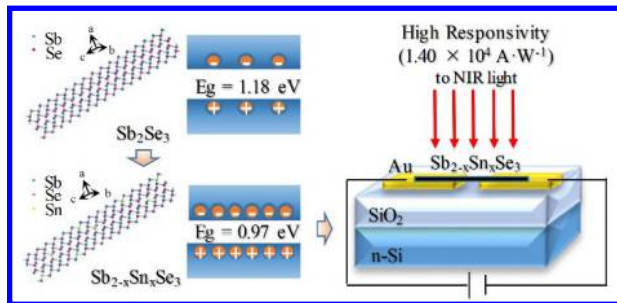 Sb
Se
a
b
c
Eg = 1.18 eV
Sb₂Se₃
Sb
Se
Sn
a
b
c
Eg = 0.97 eV
Sb₂₋ₓSnₓSe₃
High Responsivity
(1.40 × 10⁴ A·W⁻¹)
to NIR light
Au
Sb₂₋ₓSnₓSe₃
SiO₂
n-Si